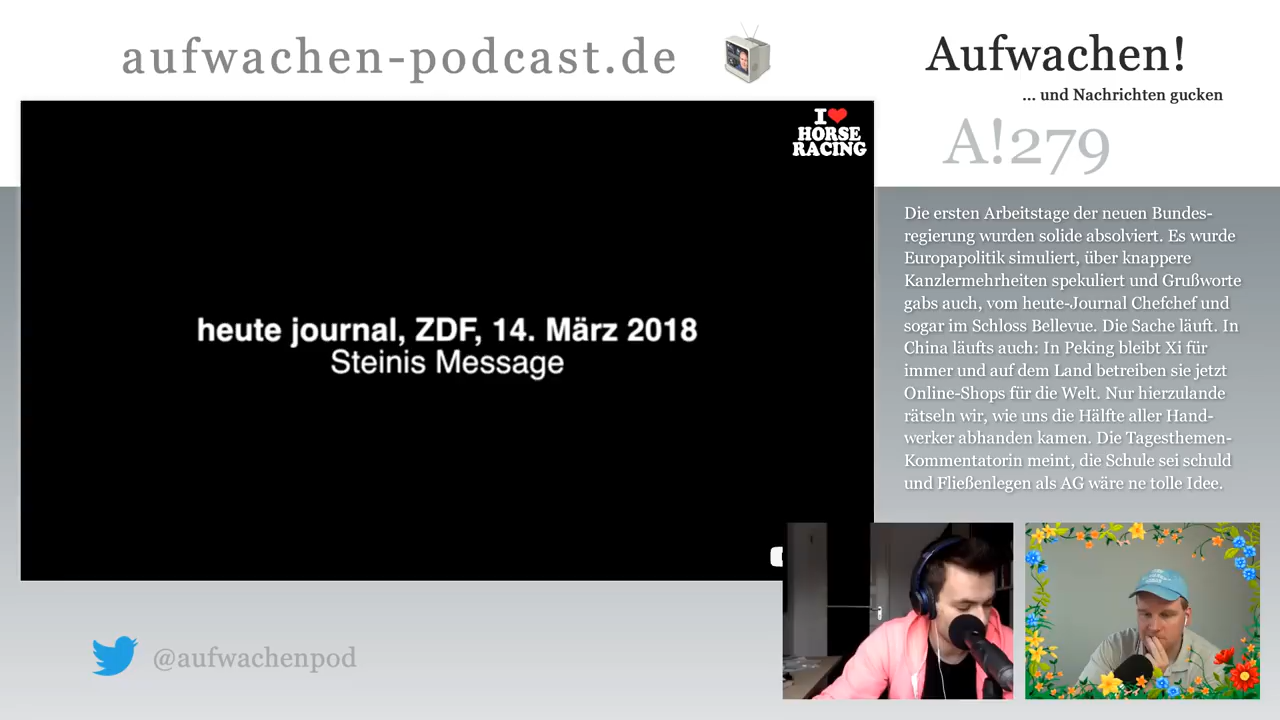 aufwachen-podcast.de
Aufwachen!
... und Nachrichten gucken
A!279
I
HORSE
RACING
heute journal, ZDF, 14. März 2018
Steinis Message
Die ersten Arbeitstage der neuen Bundes-
regierung wurden solide absolviert. Es wurde
Europapolitik simuliert, über knappere
Kanzlermehrheiten spekuliert und Grußworte
gabs auch, vom heute-Journal Chefchef und
sogar im Schloss Bellevue. Die Sache läuft. In
China läufts auch: In Peking bleibt Xi für
immer und auf dem Land betreiben sie jetzt
Online-Shops für die Welt. Nur hierzulande
rätseln wir, wie uns die Hälfte aller Hand-
werker abhanden kamen. Die Tagesthemen-
Kommentatorin meint, die Schule sei schuld
und Fließenlegen als AG wäre ne tolle Idee.
@aufwachenpod